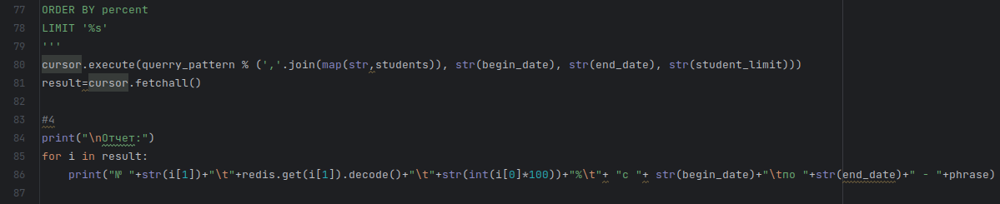 77 ORDER BY percent
78 LIMIT '%s'
79 '''
80 cursor.execute(querry_pattern % (','.join(map(str,students)), str(begin_date), str(end_date), str(student_limit)))
81 result=cursor.fetchall()
82
83 #4
84 print("\nОтчет:")
85 for i in result:
86     print("№ "+str(i[1])+"\t"+redis.get(i[1]).decode()+"\t"+str(int(i[0]*100))+"%\t"+ "с "+ str(begin_date)+"\tпо "+str(end_date)+" - "+phrase)
87